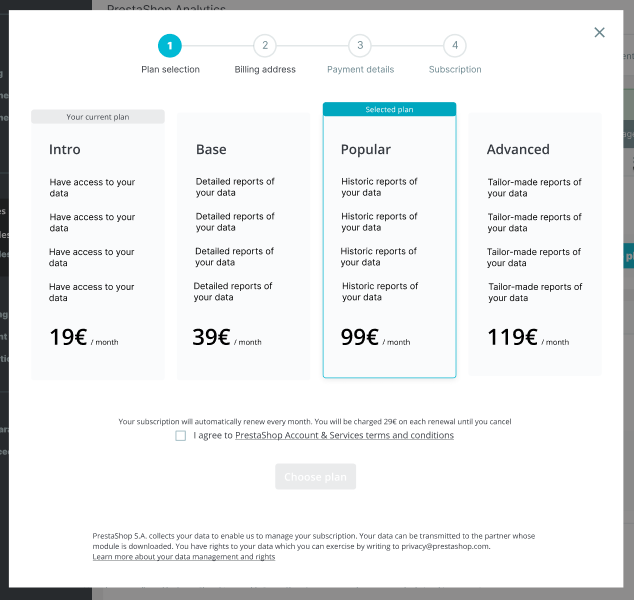 PrestaShop Analytics
1
2
3
4
Plan selection
Billing address
Payment details
Subscription
Your current plan
Intro
Have access to your
data
Have access to your
data
Have access to your
data
Have access to your
data
19€ / month
Base
Detailed reports of
your data
Detailed reports of
your data
Detailed reports of
your data
Detailed reports of
your data
39€ / month
Selected plan
Popular
Historic reports of
your data
Historic reports of
your data
Historic reports of
your data
Historic reports of
your data
99€ / month
Advanced
Tailor-made reports of
your data
Tailor-made reports of
your data
Tailor-made reports of
your data
Tailor-made reports of
your data
119€ / month
Your subscription will automatically renew every month. You will be charged 29€ on each renewal until you cancel
I agree to PrestaShop Account & Services terms and conditions
Choose plan
PrestaShop S.A. collects your data to enable us to manage your subscription. Your data can be transmitted to the partner whose
module is downloaded. You have rights to your data which you can exercise by writing to privacy@prestashop.com.
Learn more about your data management and rights